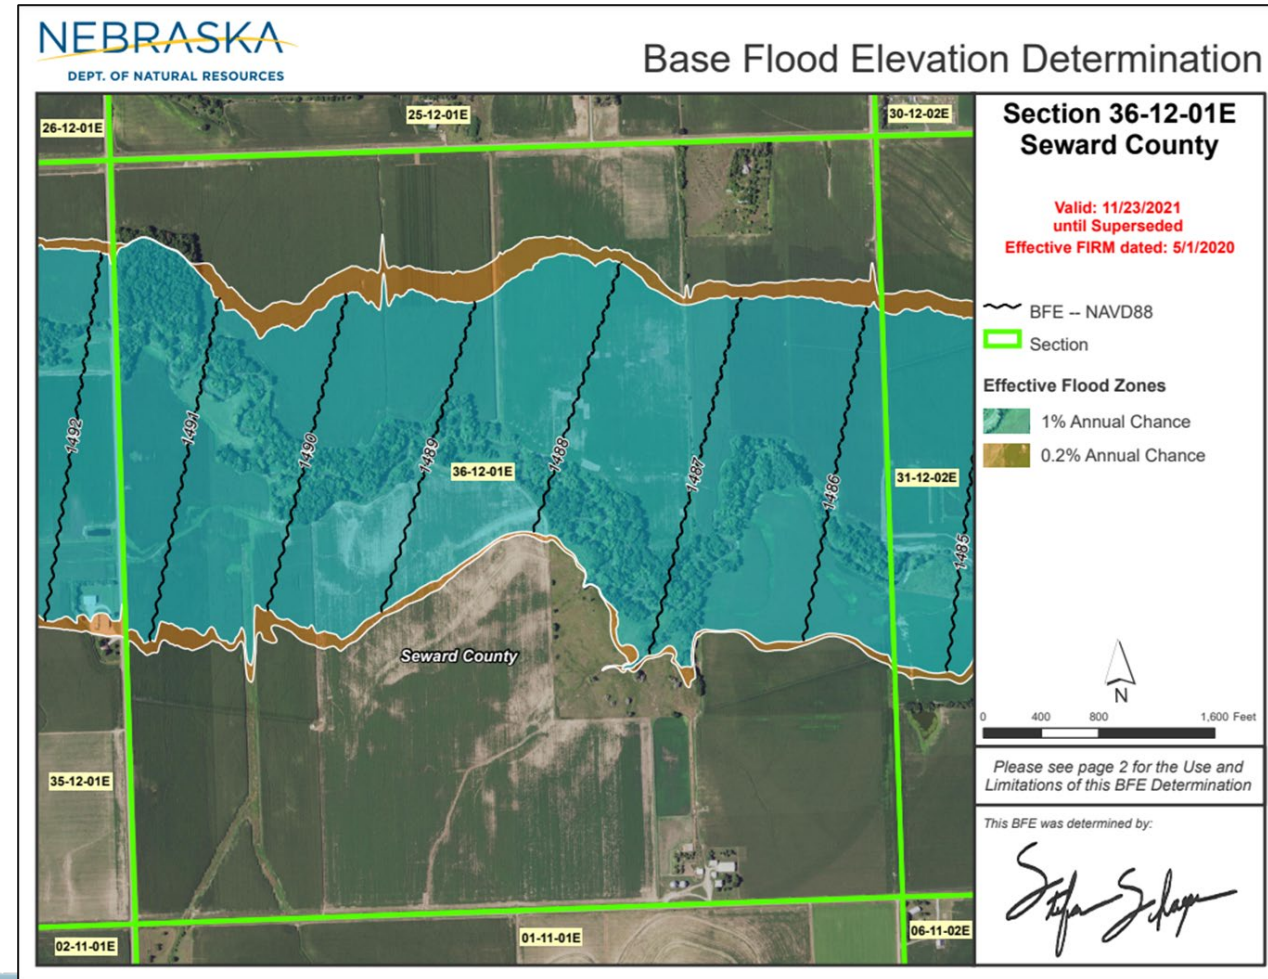 NEBRASKA
DEPT. OF NATURAL RESOURCES
Base Flood Elevation Determination
26-12-01E
25-12-01E
30-12-02E
1492
1491
1490
1489
1488
1487
1486
1485
36-12-01E
31-12-02E
Seward County
35-12-01E
02-11-01E
01-11-01E
06-11-02E
Section 36-12-01E
Seward County
Valid: 11/23/2021
until Superseded
Effective FIRM dated: 5/1/2020
BFE -- NAVD88
Section
Effective Flood Zones
1% Annual Chance
0.2% Annual Chance
N
0 400 800 1,600 Feet
Please see page 2 for the Use and
Limitations of this BFE Determination
This BFE was determined by: